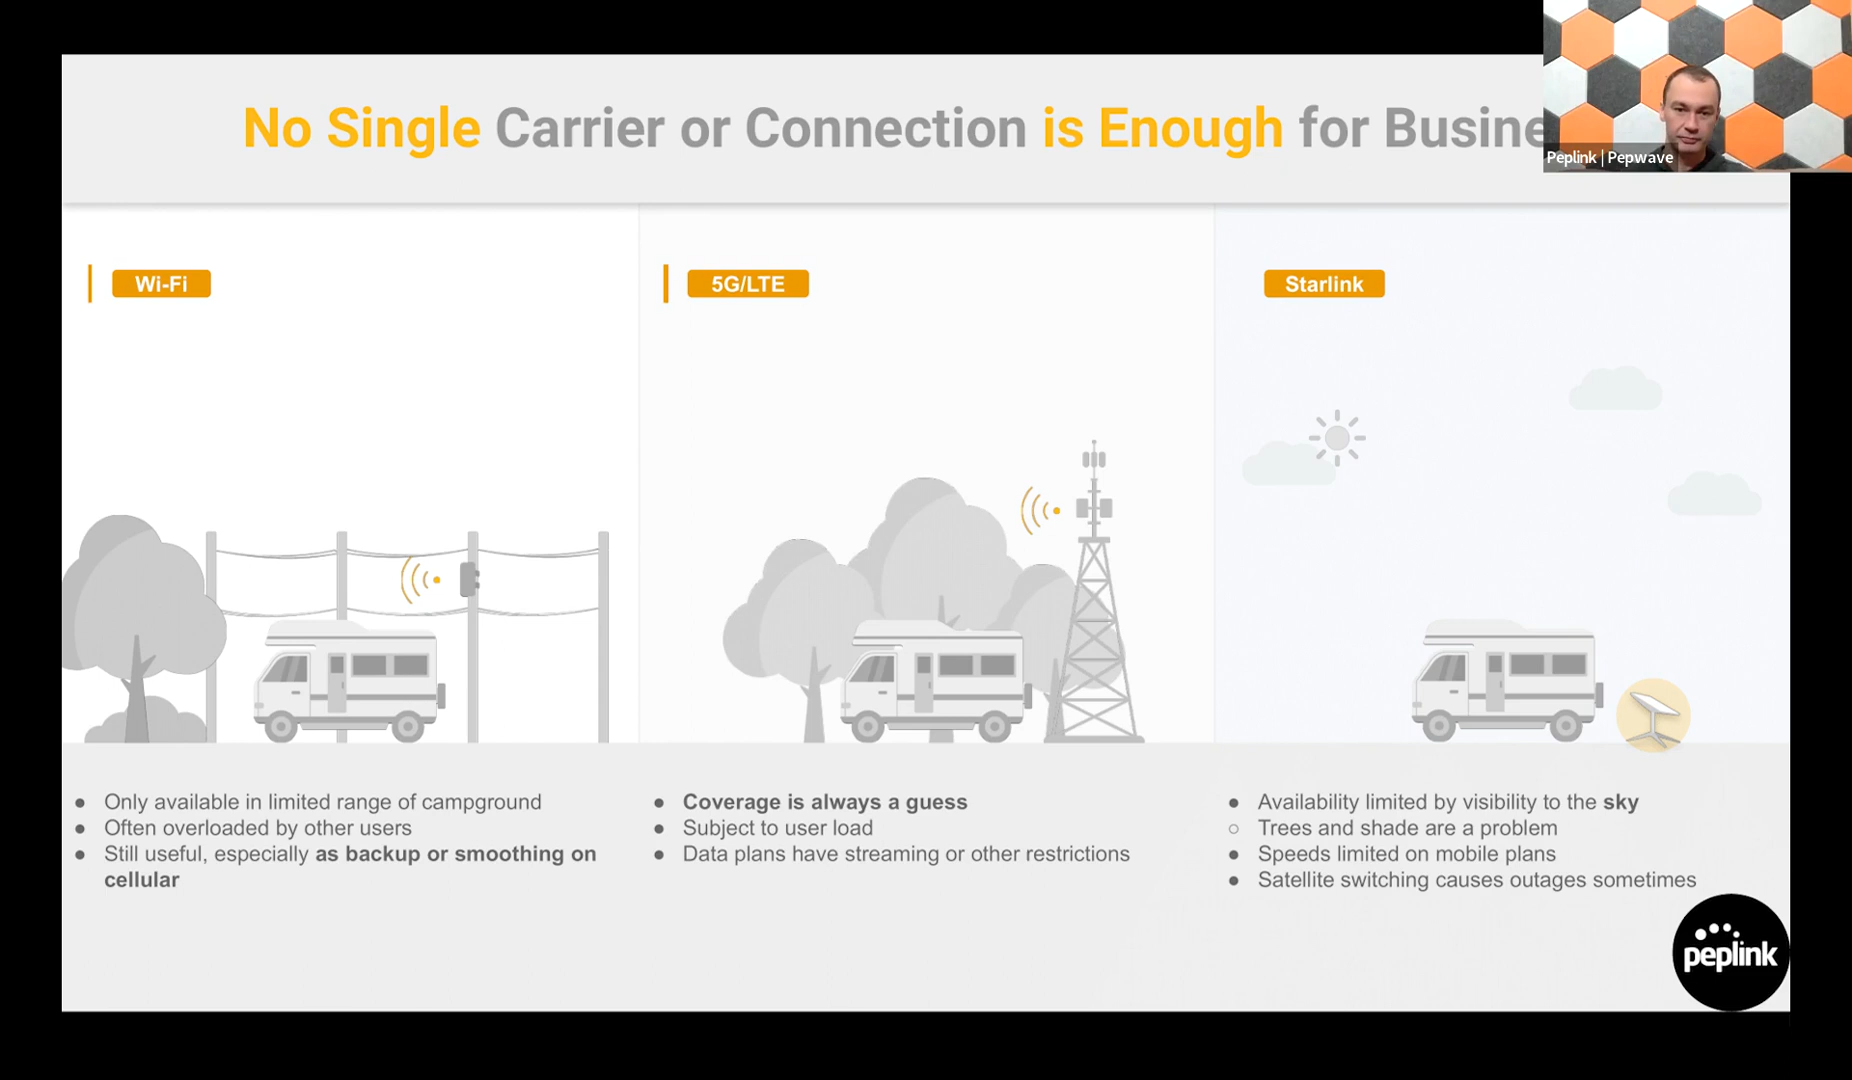 No Single Carrier or Connection is Enough for
Peplink | Pepwave
Wi-Fi
5G/LTE
Starlink
● Only available in limited range of campground
● Often overloaded by other users
● Still useful, especially as backup or smoothing on
cellular
● Coverage is always a guess
● Subject to user load
● Data plans have streaming or other restrictions
● Availability limited by visibility to the sky
○ Trees and shade are a problem
● Speeds limited on mobile plans
● Satellite switching causes outages sometimes
peplink